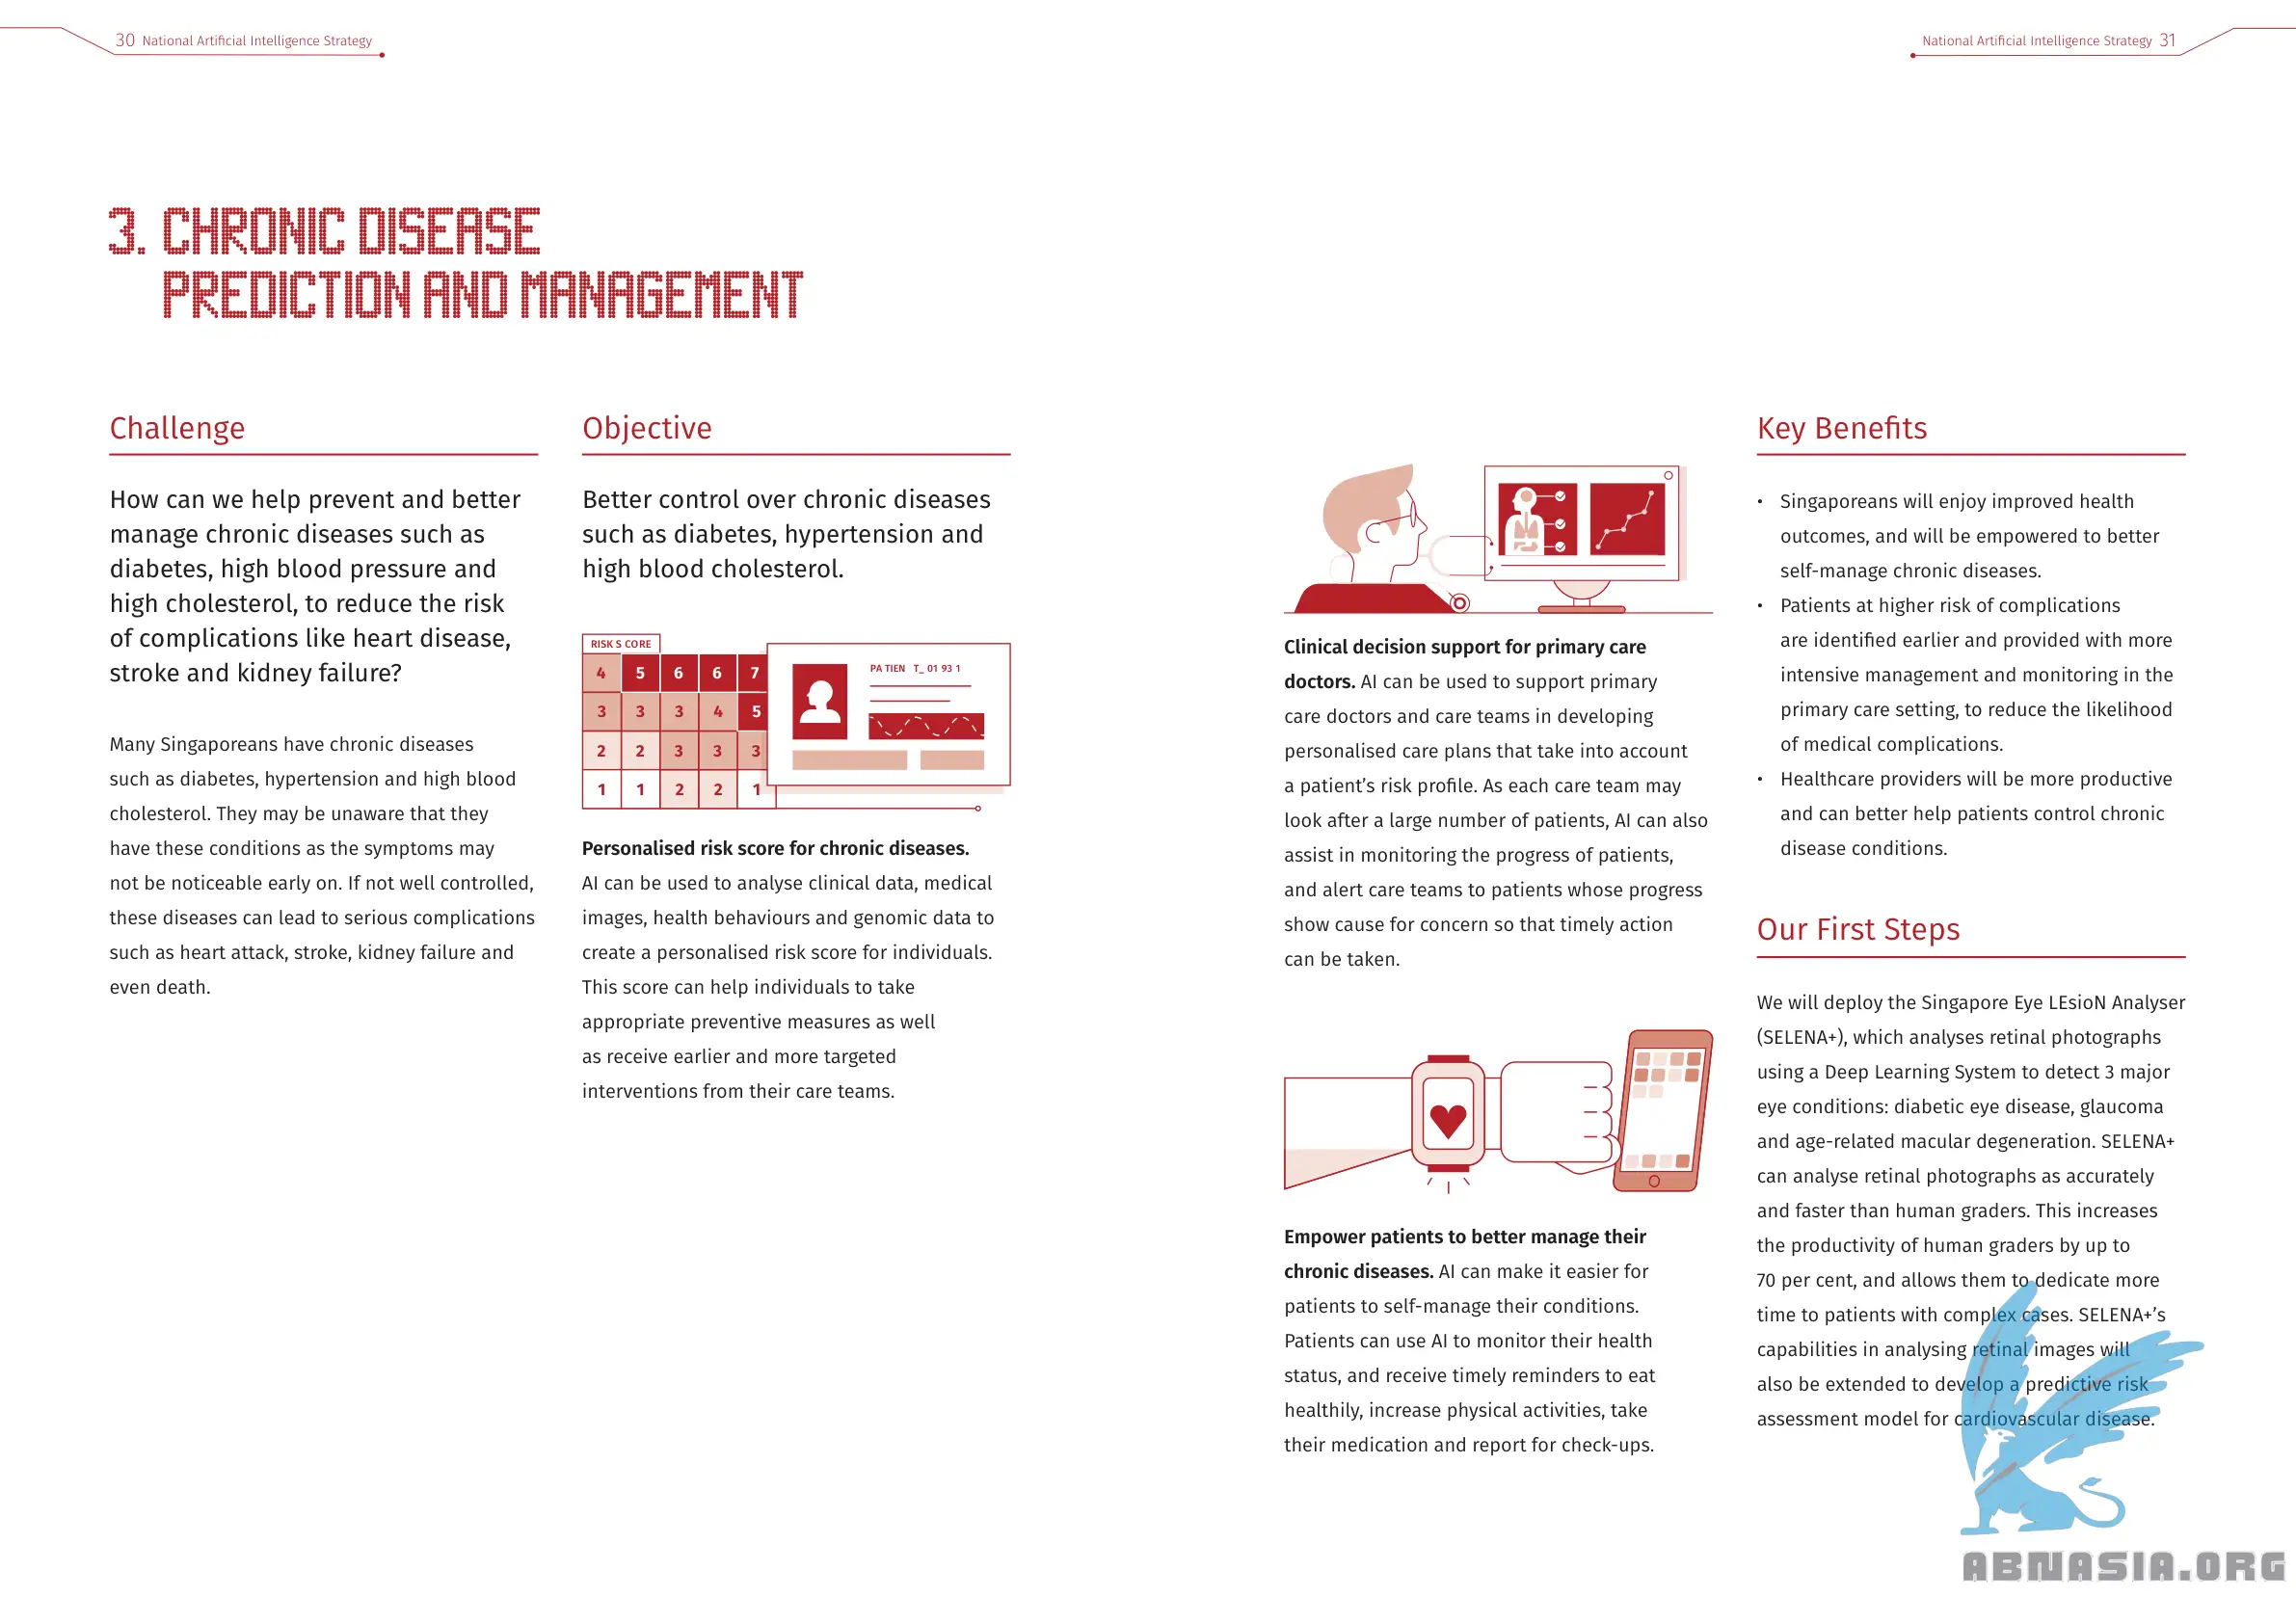 30 National Artificial Intelligence Strategy
National Artificial Intelligence Strategy 31
3. CHRONIC DISEASE
PREDICTION AND MANAGEMENT
Challenge
How can we help prevent and better
manage chronic diseases such as
diabetes, high blood pressure and
high cholesterol, to reduce the risk
of complications like heart disease,
stroke and kidney failure?
Many Singaporeans have chronic diseases
such as diabetes, hypertension and high blood
cholesterol. They may be unaware that they
have these conditions as the symptoms may
not be noticeable early on. If not well controlled,
these diseases can lead to serious complications
such as heart attack, stroke, kidney failure and
even death.
Objective
Better control over chronic diseases
such as diabetes, hypertension and
high blood cholesterol.
RISK S CORE
4 5 6 6 7
3 3 3 4 5
2 2 3 3 3
1 1 2 2 1
PA TIEN T_ 01 93 1
Personalised risk score for chronic diseases.
AI can be used to analyse clinical data, medical
images, health behaviours and genomic data to
create a personalised risk score for individuals.
This score can help individuals to take
appropriate preventive measures as well
as receive earlier and more targeted
interventions from their care teams.
Clinical decision support for primary care
doctors. AI can be used to support primary
care doctors and care teams in developing
personalised care plans that take into account
a patient’s risk profile. As each care team may
look after a large number of patients, AI can also
assist in monitoring the progress of patients,
and alert care teams to patients whose progress
show cause for concern so that timely action
can be taken.
Empower patients to better manage their
chronic diseases. AI can make it easier for
patients to self-manage their conditions.
Patients can use AI to monitor their health
status, and receive timely reminders to eat
healthily, increase physical activities, take
their medication and report for check-ups.
Key Benefits
• Singaporeans will enjoy improved health
outcomes, and will be empowered to better
self-manage chronic diseases.
• Patients at higher risk of complications
are identified earlier and provided with more
intensive management and monitoring in the
primary care setting, to reduce the likelihood
of medical complications.
• Healthcare providers will be more productive
and can better help patients control chronic
disease conditions.
Our First Steps
We will deploy the Singapore Eye LEsioN Analyser
(SELENA+), which analyses retinal photographs
using a Deep Learning System to detect 3 major
eye conditions: diabetic eye disease, glaucoma
and age-related macular degeneration. SELENA+
can analyse retinal photographs as accurately
and faster than human graders. This increases
the productivity of human graders by up to
70 per cent, and allows them to dedicate more
time to patients with complex cases. SELENA+’s
capabilities in analysing retinal images will
also be extended to develop a predictive risk
assessment model for cardiovascular disease.
ABNASIA.ORG